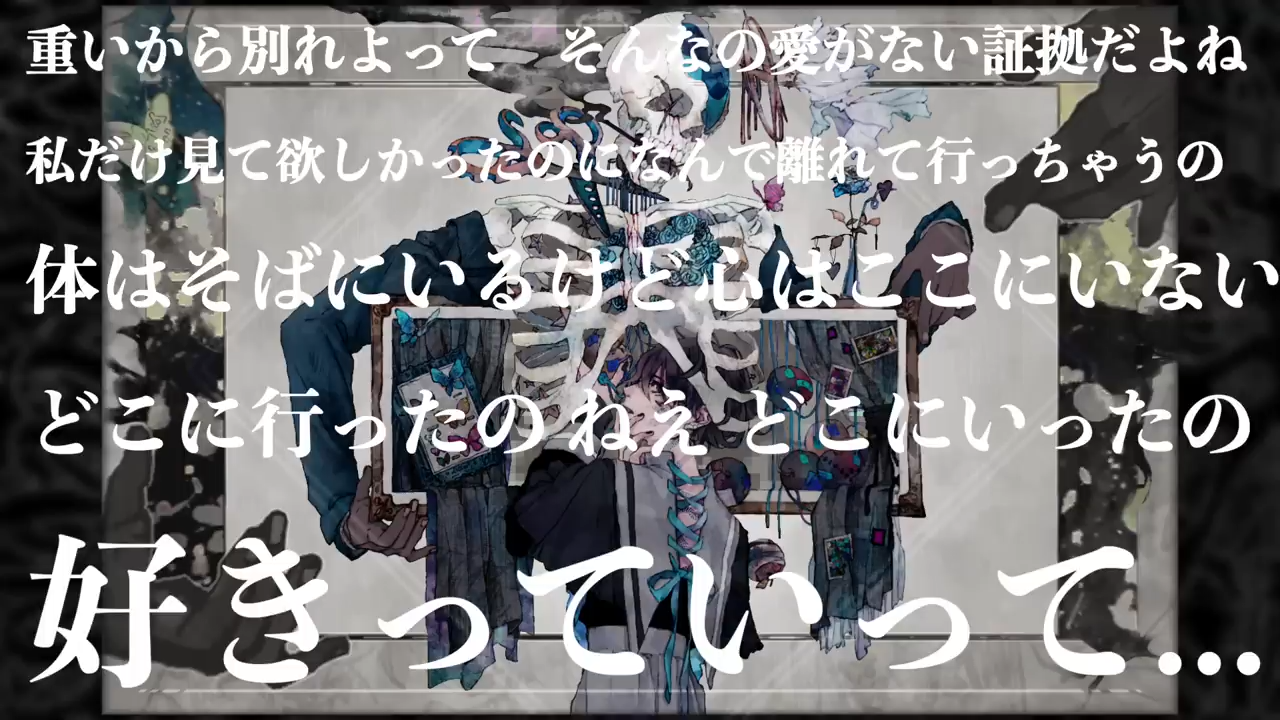 重いから別れよって　そんなの愛がない証拠だよね
私だけ見て欲しかったのになんで離れて行っちゃうの
体はそばにいるけど心はここにいない
どこに行ったの ねえ どこにいったの
好きっていって...